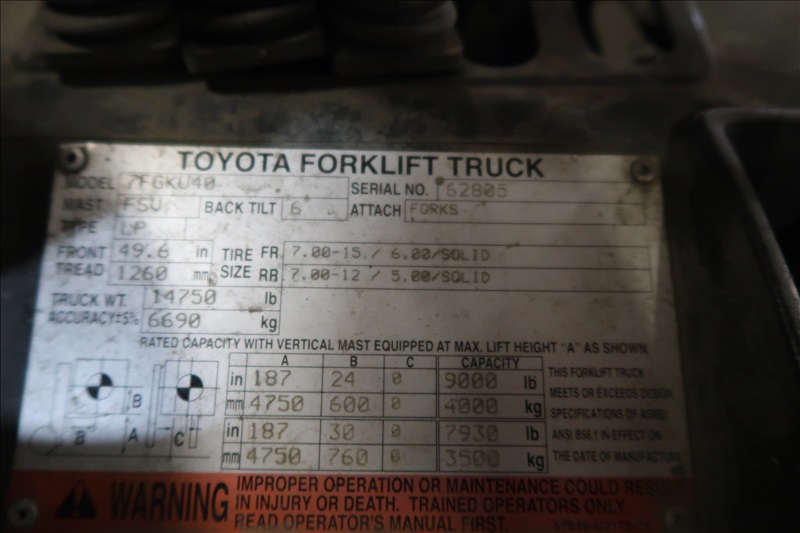 TOYOTA FORKLIFT TRUCK
MODEL 7FGKU40 SERIAL NO. 62805
MAST FSV BACK TILT 6 ATTACH FORKS
TYPE LP
FRONT TREAD 49.6 in TIRE SIZE FR 7.00-15 / 6.00/SOLID
1260 mm RR 7.00-12 / 5.00/SOLID
TRUCK WT. 14750 lb
ACCURACY±5% 6690 kg
RATED CAPACITY WITH VERTICAL MAST EQUIPPED AT MAX. LIFT HEIGHT "A" AS SHOWN
A B C CAPACITY
in 187 24 0 9000 lb
mm 4750 600 0 4000 kg
in 187 30 0 7930 lb
mm 4750 760 0 3500 kg
B
B A C
THIS FORKLIFT TRUCK
MEETS OR EXCEEDS DESIGN
SPECIFICATIONS OF ASME/
ANSI B56.1 IN EFFECT ON
THE DATE OF MANUFACTURE
WARNING
IMPROPER OPERATION OR MAINTENANCE COULD RESULT
IN INJURY OR DEATH. TRAINED OPERATORS ONLY.
READ OPERATOR'S MANUAL FIRST.